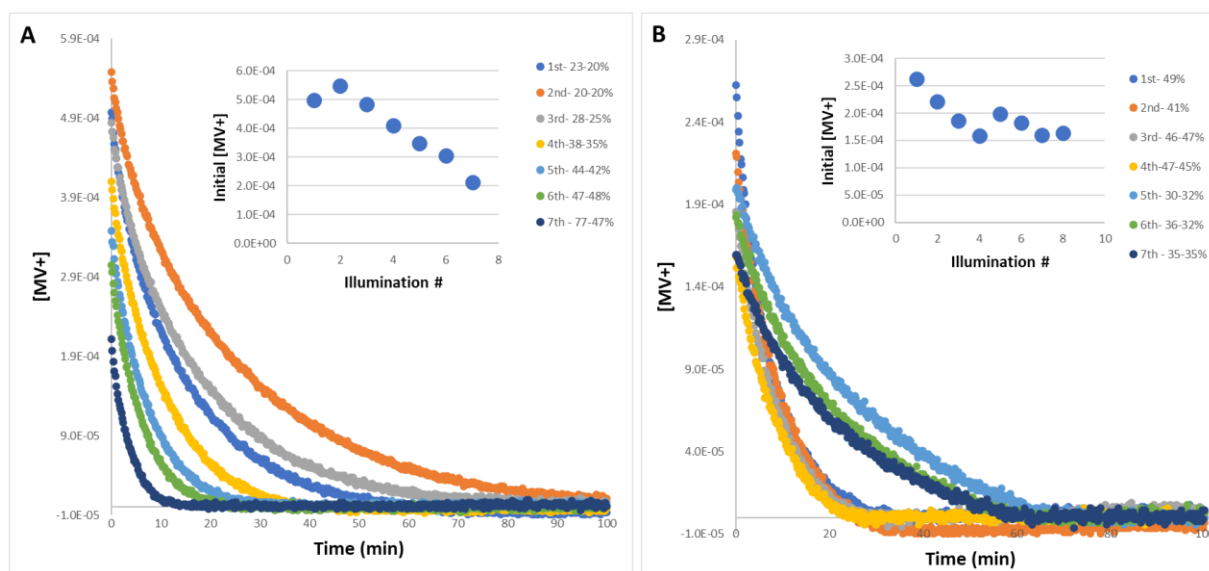 A
5.9E-04
4.9E-04
3.9E-04
2.9E-04
1.9E-04
9.0E-05
-1.0E-05
[MV+]
0 10 20 30 40 50 60 70 80 90 100
Time (min)
6.0E-04
5.0E-04
4.0E-04
3.0E-04
2.0E-04
1.0E-04
0.0E+00
Initial [MV+]
0 2 4 6 8
Illumination #
1st- 23-20%
2nd- 20-20%
3rd- 28-25%
4th-38-35%
5th- 44-42%
6th- 47-48%
7th - 77-47%
B
2.9E-04
2.4E-04
1.9E-04
1.4E-04
9.0E-05
4.0E-05
-1.0E-05
[MV+]
0 20 40 60 80
Time (min)
3.0E-04
2.5E-04
2.0E-04
1.5E-04
1.0E-04
5.0E-05
0.0E+00
Initial [MV+]
0 2 4 6 8 10
Illumination #
1st- 49%
2nd- 41%
3rd- 46-47%
4th-47-45%
5th- 30-32%
6th- 36-32%
7th - 35-35%